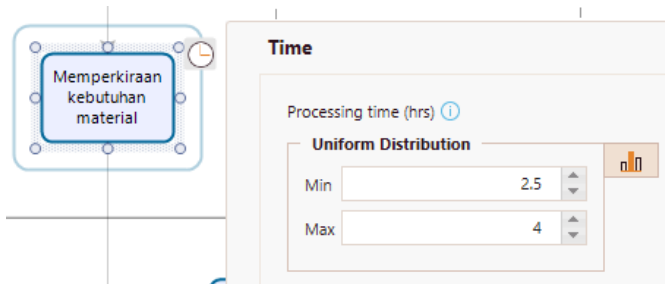 Memperkiraan
kebutuhan
material
Time
Processing time (hrs)
Uniform Distribution
Min 2.5
Max 4